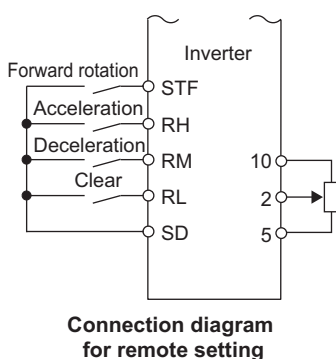 Inverter
Forward rotation
STF
Acceleration
RH
Deceleration
RM
10
Clear
RL
2
SD
5
Connection diagram
for remote setting